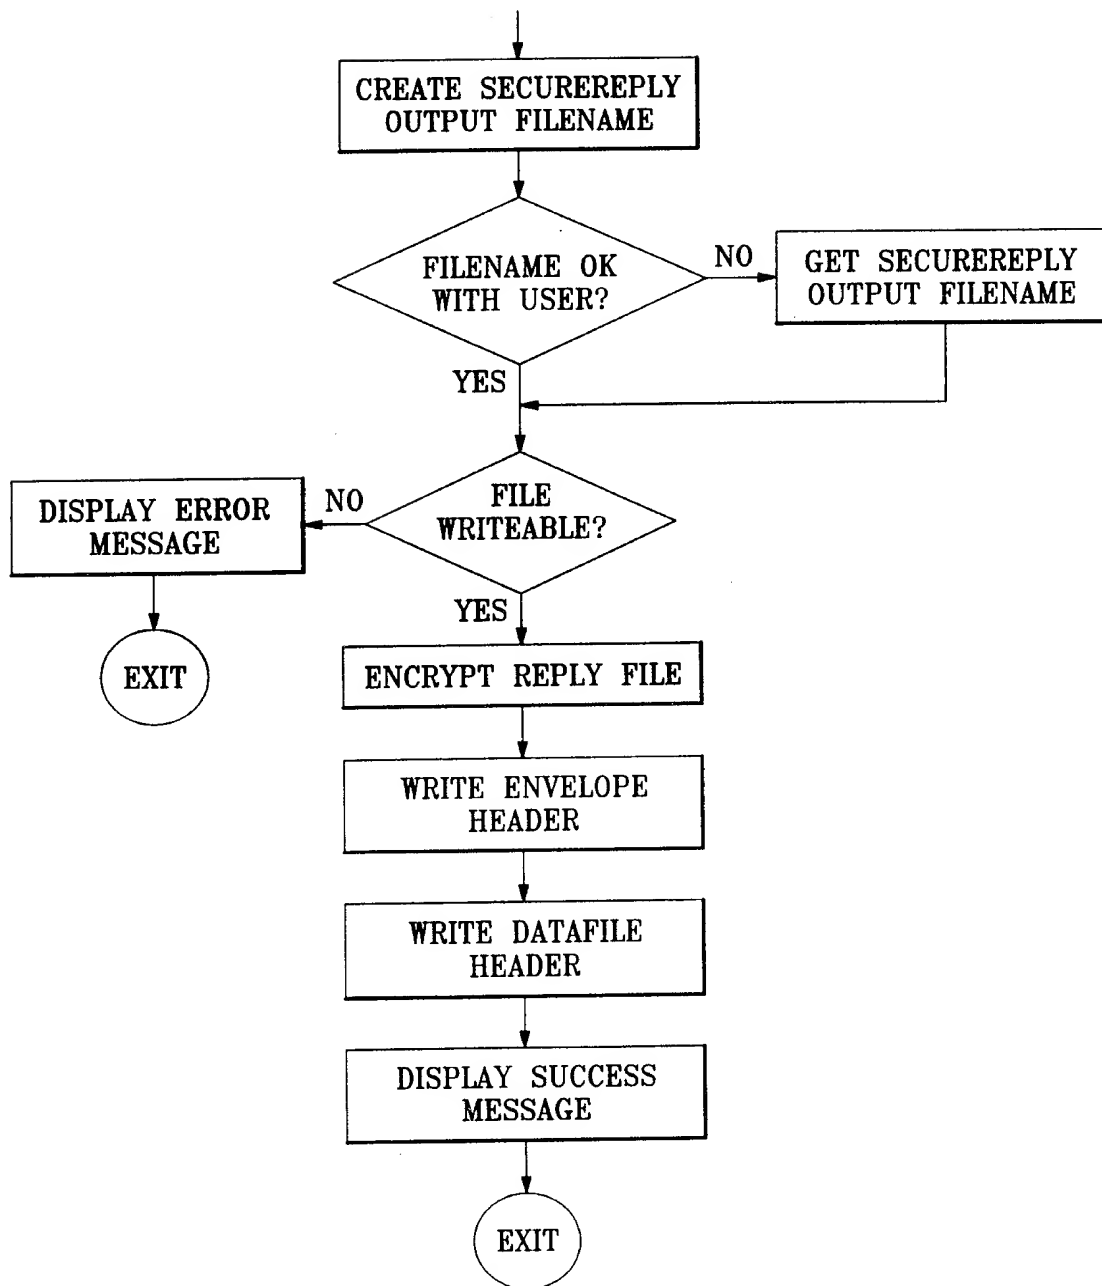 CREATE SECUREREPLY
OUTPUT FILENAME
FILENAME OK
WITH USER?
NO
GET SECUREREPLY
OUTPUT FILENAME
YES
FILE
WRITEABLE?
NO
DISPLAY ERROR
MESSAGE
EXIT
YES
ENCRYPT REPLY FILE
WRITE ENVELOPE
HEADER
WRITE DATAFILE
HEADER
DISPLAY SUCCESS
MESSAGE
EXIT